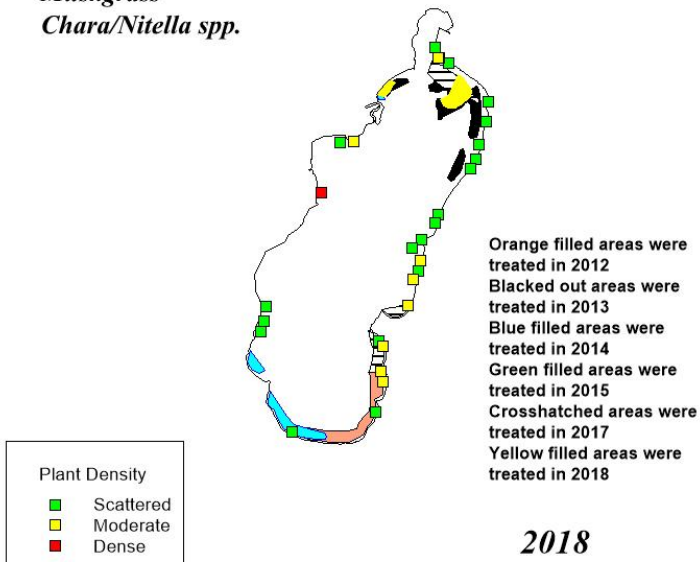 Chara/Nitella spp.
Orange filled areas were
treated in 2012
Blacked out areas were
treated in 2013
Blue filled areas were
treated in 2014
Green filled areas were
treated in 2015
Crosshatched areas were
treated in 2017
Yellow filled areas were
treated in 2018
Plant Density
Scattered
Moderate
Dense
2018